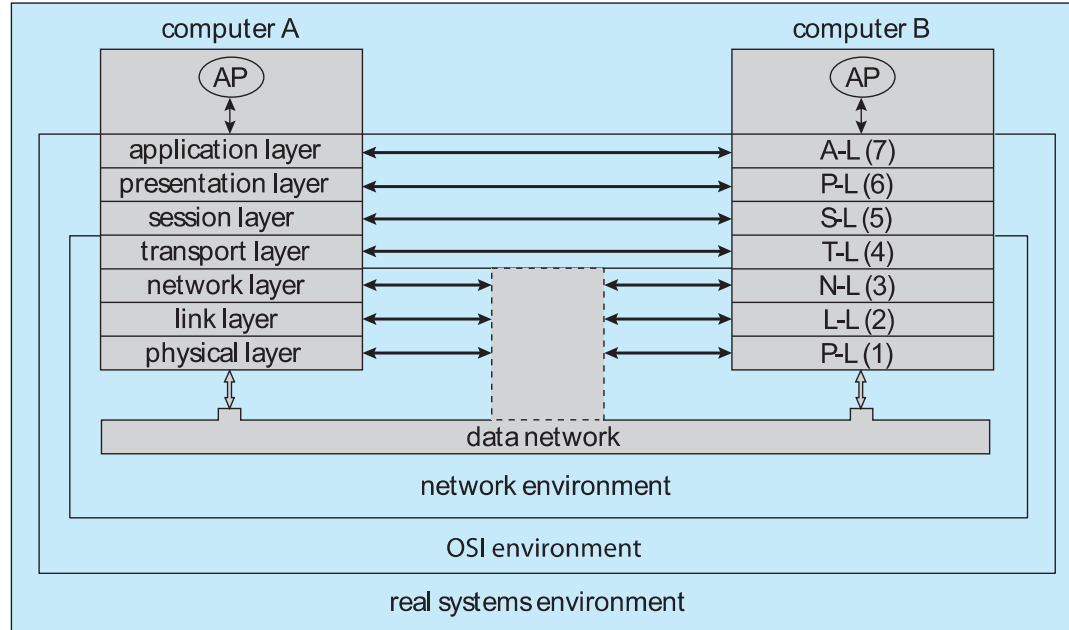 computer A
computer B
AP
AP
application layer
A-L (7)
presentation layer
P-L (6)
session layer
S-L (5)
transport layer
T-L (4)
network layer
N-L (3)
link layer
L-L (2)
physical layer
P-L (1)
data network
network environment
OSI environment
real systems environment